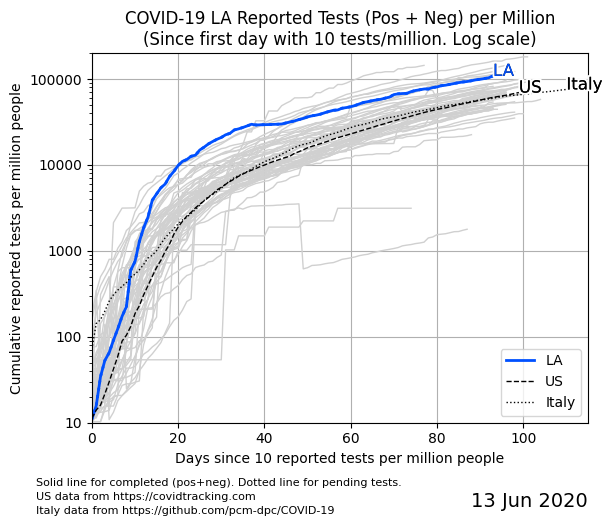 COVID-19 LA Reported Tests (Pos + Neg) per Million
(Since first day with 10 tests/million. Log scale)
Cumulative reported tests per million people
100000
10000
1000
100
10
LA
US
Italy
LA
US
Italy
0
20
40
60
80
100
Days since 10 reported tests per million people
Solid line for completed (pos+neg). Dotted line for pending tests.
US data from https://covidtracking.com
Italy data from https://github.com/pcm-dpc/COVID-19
13 Jun 2020